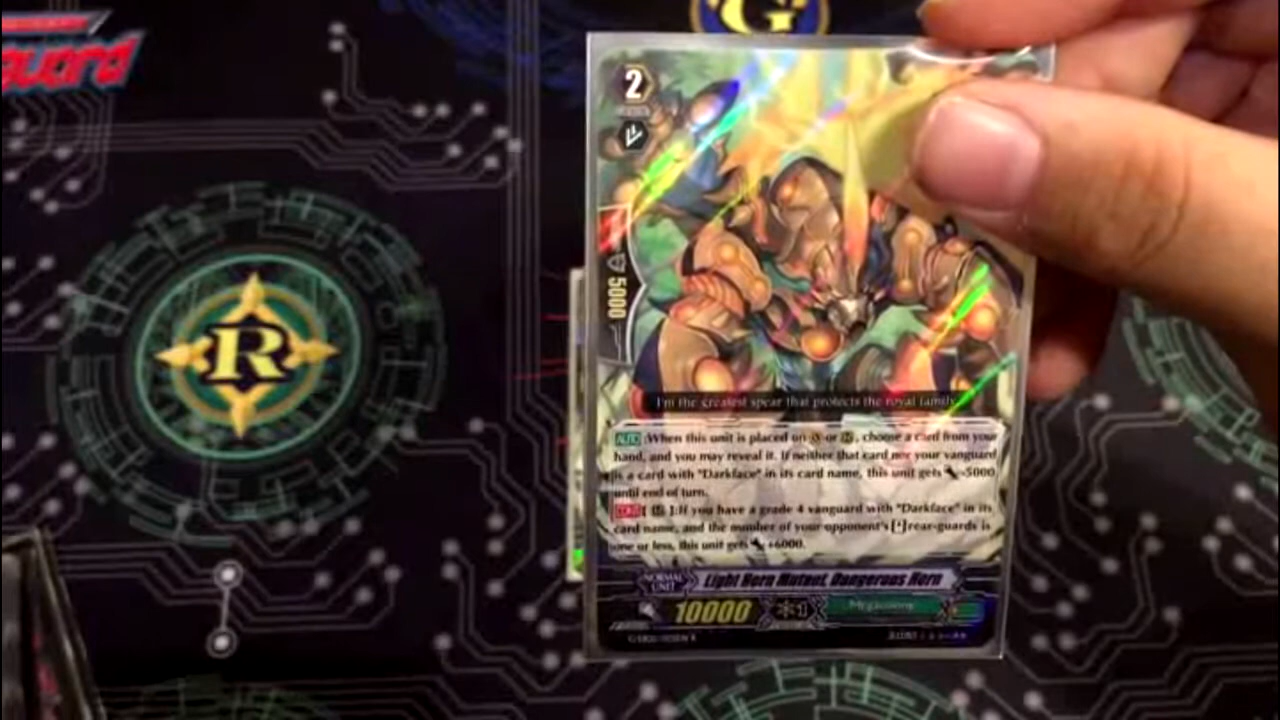 G
guard
2
5000
R
I'm the greatest spear that protects the royal family.
AUTO :When this unit is placed on or , choose a card from your
hand, and you may reveal it. If neither that card nor your vanguard
is a card with "Darkface" in its card name, this unit gets -5000
until end of turn.
CONT [ ]:If you have a grade 4 vanguard with "Darkface" in its
card name, and the number of your opponent's [ ] rear-guards is
one or less, this unit gets +6000.
NORMAL UNIT Light Horn Mutant, Dangerous Horn
10000 1 Megacolony